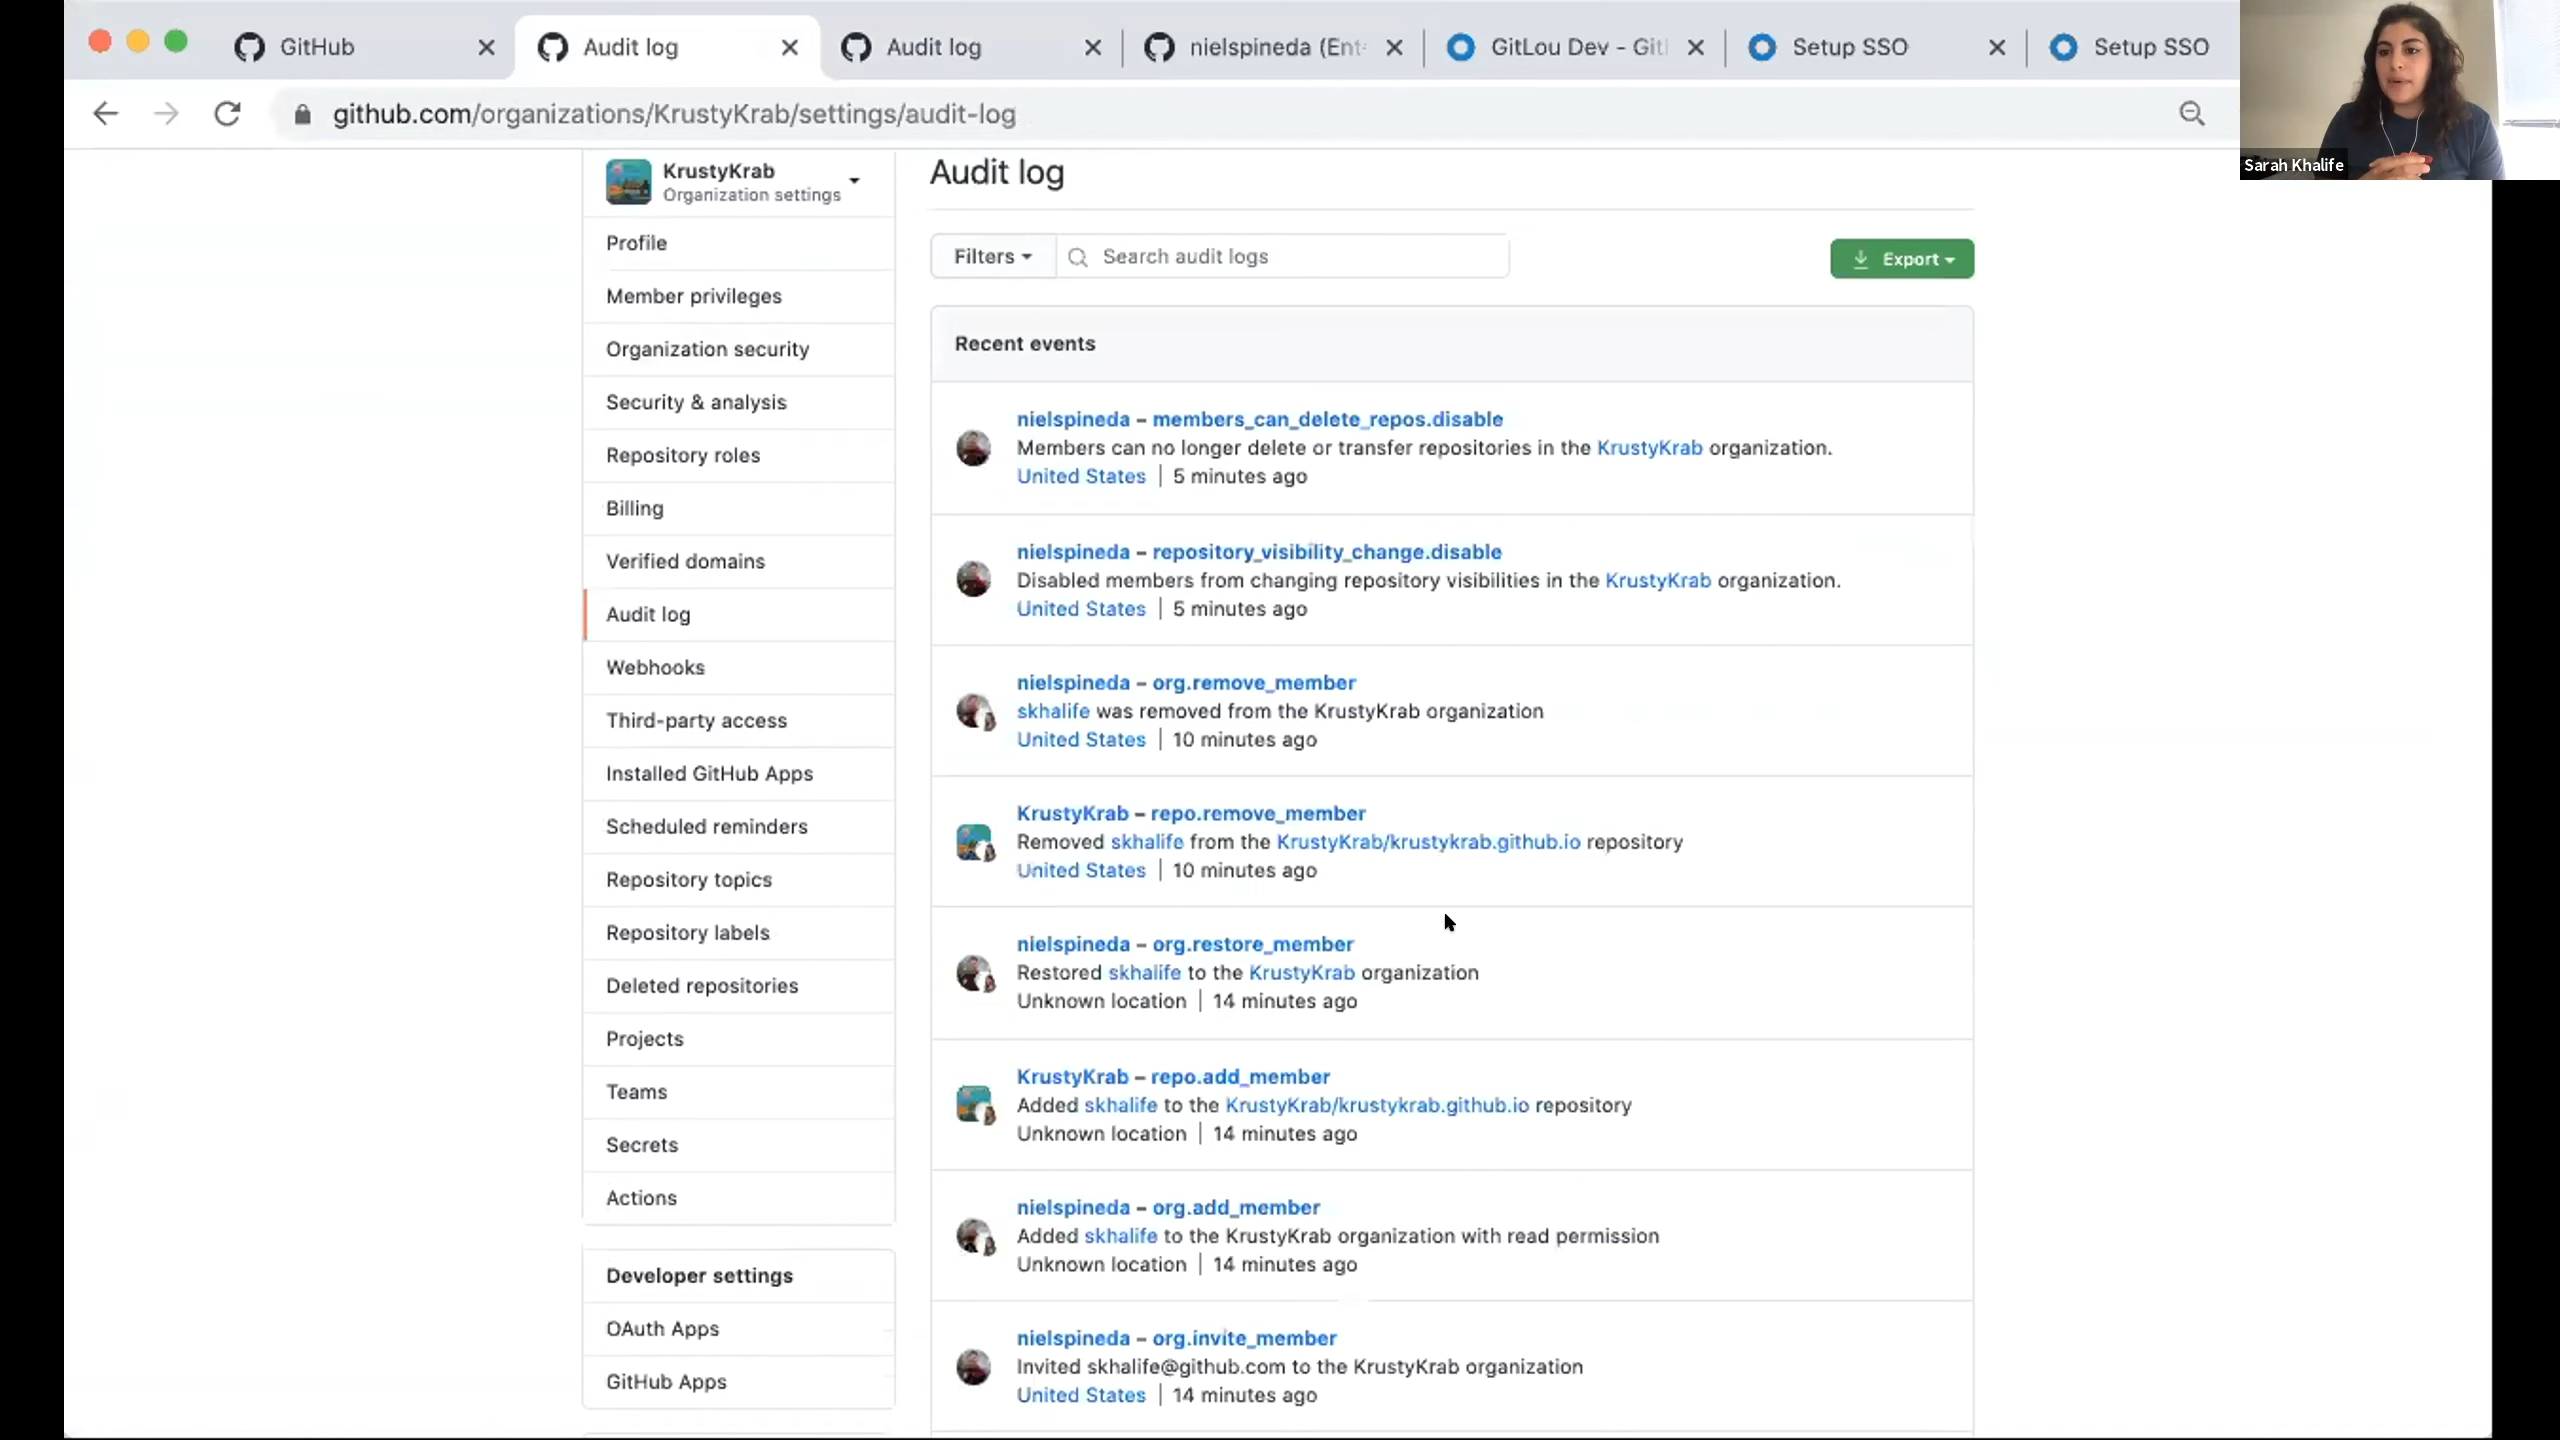 GitHub
Audit log
Audit log
nielspineda (Ent
GitLou Dev - Git
Setup SSO
Setup SSO
github.com/organizations/KrustyKrab/settings/audit-log
Sarah Khalife
KrustyKrab
Organization settings
Profile
Member privileges
Organization security
Security & analysis
Repository roles
Billing
Verified domains
Audit log
Webhooks
Third-party access
Installed GitHub Apps
Scheduled reminders
Repository topics
Repository labels
Deleted repositories
Projects
Teams
Secrets
Actions
Developer settings
OAuth Apps
GitHub Apps
Audit log
Filters
Search audit logs
Export
Recent events
nielspineda – members_can_delete_repos.disable
Members can no longer delete or transfer repositories in the KrustyKrab organization.
United States | 5 minutes ago
nielspineda – repository_visibility_change.disable
Disabled members from changing repository visibilities in the KrustyKrab organization.
United States | 5 minutes ago
nielspineda – org.remove_member
skhalife was removed from the KrustyKrab organization
United States | 10 minutes ago
KrustyKrab – repo.remove_member
Removed skhalife from the KrustyKrab/krustykrab.github.io repository
United States | 10 minutes ago
nielspineda – org.restore_member
Restored skhalife to the KrustyKrab organization
Unknown location | 14 minutes ago
KrustyKrab – repo.add_member
Added skhalife to the KrustyKrab/krustykrab.github.io repository
Unknown location | 14 minutes ago
nielspineda – org.add_member
Added skhalife to the KrustyKrab organization with read permission
Unknown location | 14 minutes ago
nielspineda – org.invite_member
Invited skhalife@github.com to the KrustyKrab organization
United States | 14 minutes ago